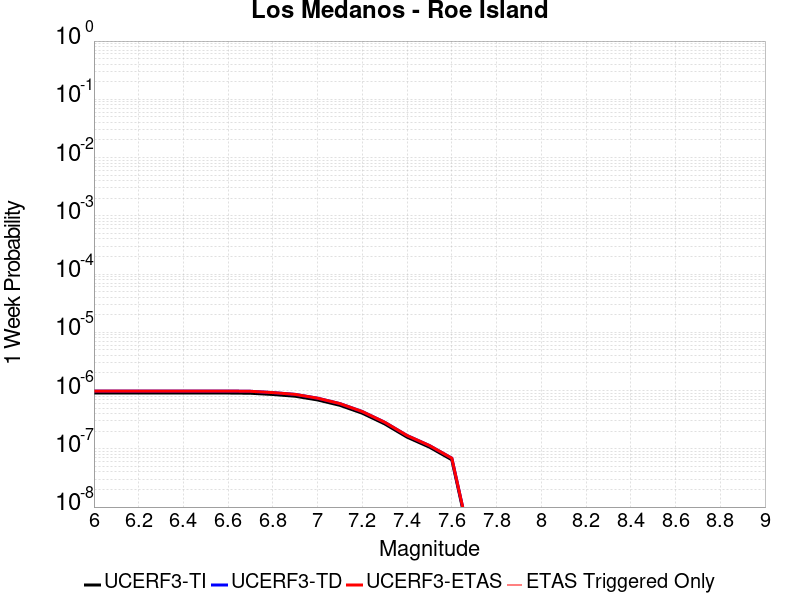 Los Medanos - Roe Island
10^0
10^-1
10^-2
10^-3
10^-4
10^-5
10^-6
10^-7
10^-8
1 Week Probability
6 6.2 6.4 6.6 6.8 7 7.2 7.4 7.6 7.8 8 8.2 8.4 8.6 8.8 9
Magnitude
UCERF3-TI UCERF3-TD UCERF3-ETAS ETAS Triggered Only